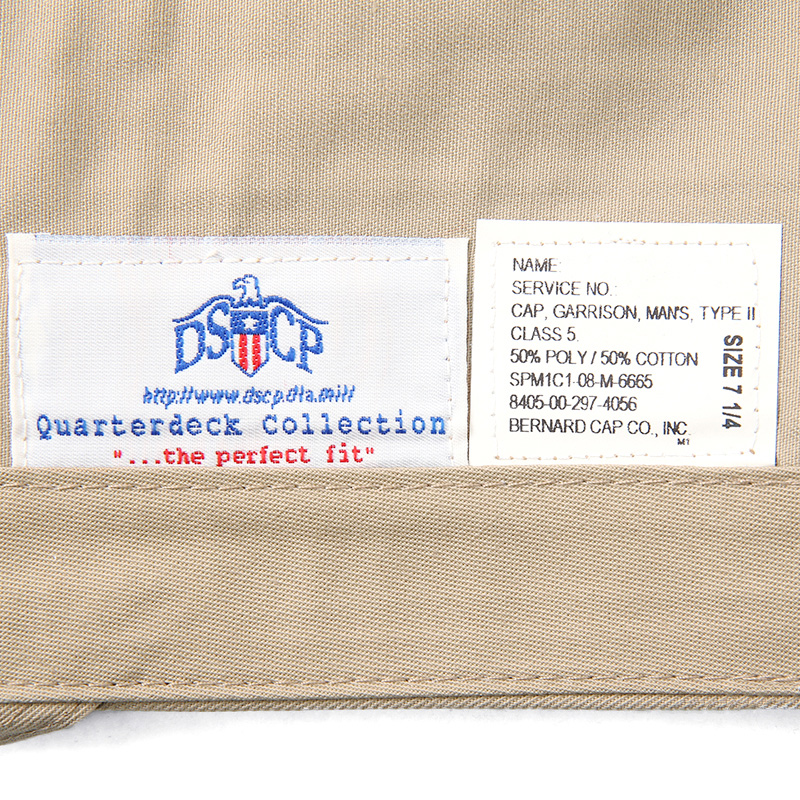 DSCP
http://www.dscp.dla.mill
Quarterdeck Collection
"...the perfect fit"
NAME:
SERVICE NO.:
CAP, GARRISON, MAN'S, TYPE II
CLASS 5.
50% POLY / 50% COTTON
SPM1C1-08-M-6665
8405-00-297-4056
BERNARD CAP CO., INC.
M1
SIZE 7 1/4